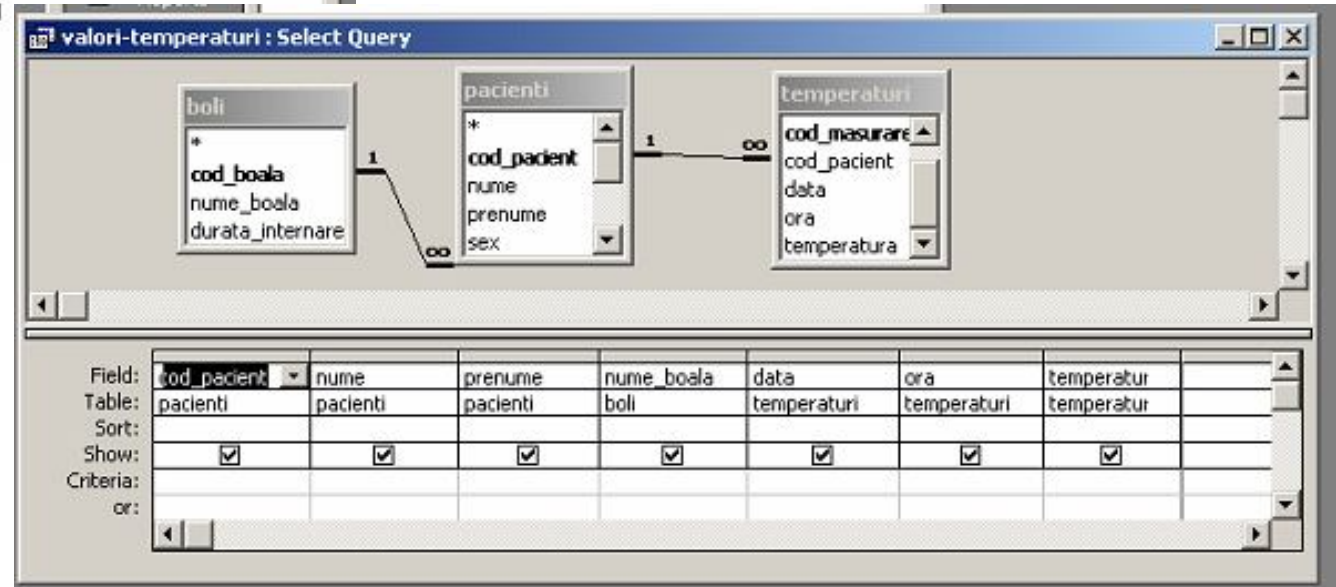 valori-temperaturi : Select Query
boli
*
cod_boala
nume_boala
durata_internare
1
∞
pacienti
*
cod_pacient
nume
prenume
sex
1
∞
temperaturi
cod_masurare
cod_pacient
data
ora
temperatura
Field: cod_pacient nume prenume nume_boala data ora temperatur
Table: pacienti pacienti pacienti boli temperaturi temperaturi temperatur
Sort:
Show:
Criteria:
or: